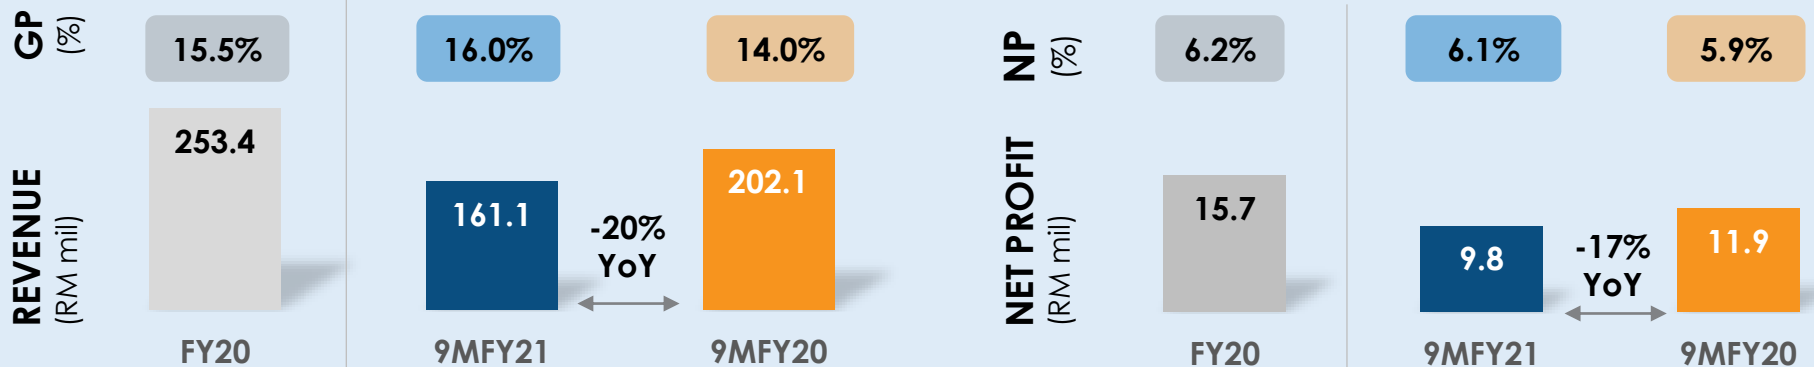 GP
(%)
15.5%
16.0%
14.0%
REVENUE
(RM mil)
253.4
161.1
-20%
YoY
202.1
FY20
9MFY21
9MFY20
NP
(%)
6.2%
6.1%
5.9%
NET PROFIT
(RM mil)
15.7
9.8
-17%
YoY
11.9
FY20
9MFY21
9MFY20